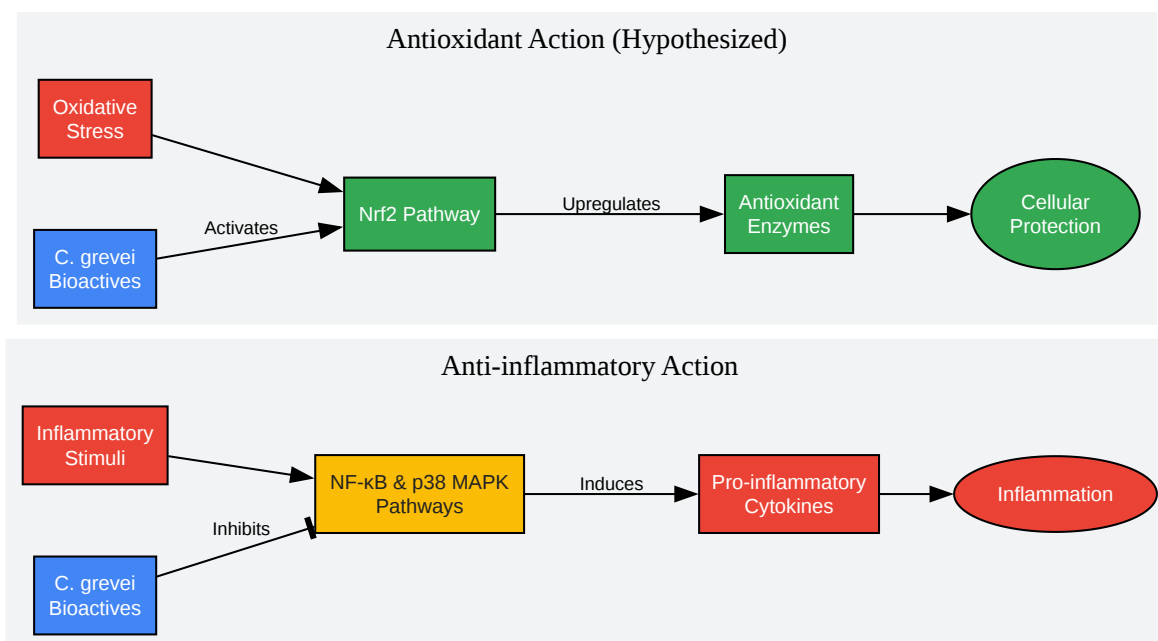 Antioxidant Action (Hypothesized)
Oxidative
Stress
C. grevei
Bioactives
Activates
Nrf2 Pathway
Upregulates
Antioxidant
Enzymes
Cellular
Protection
Anti-inflammatory Action
Inflammatory
Stimuli
C. grevei
Bioactives
Inhibits
NF-κB & p38 MAPK
Pathways
Induces
Pro-inflammatory
Cytokines
Inflammation